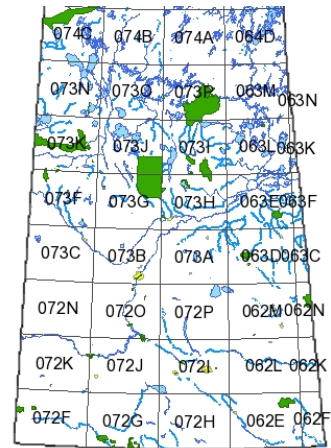 074C 074B 074A 064D
073N 073O 073P 063M 063N
073K 073J 073I 063L 063K
073F 073G 073H 063E 063F
073C 073B 073A 063D 063C
072N 072O 072P 062M 062N
072K 072J 072I 062L 062K
072F 072G 072H 062E 062F